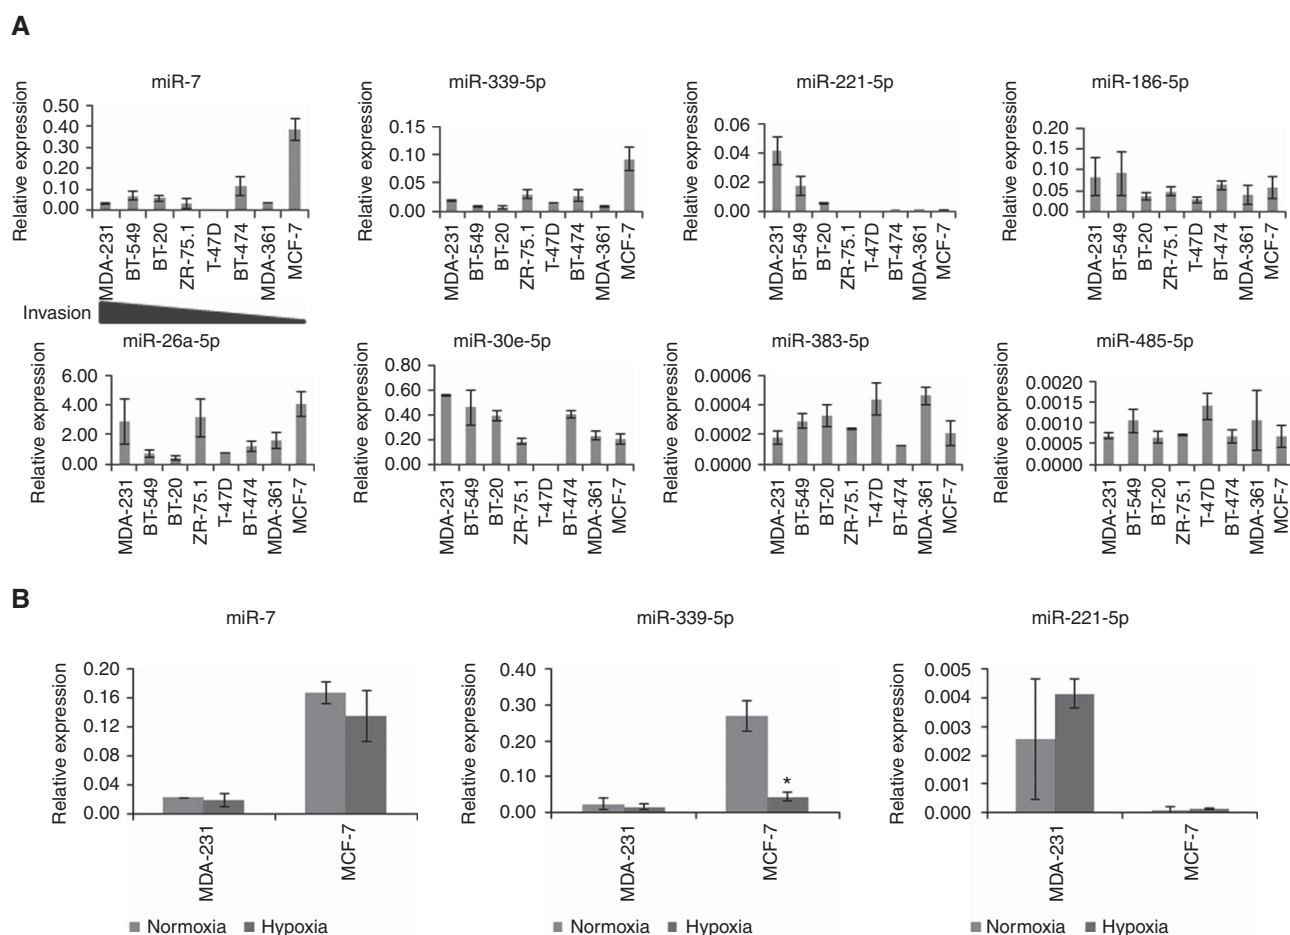 A
miR-7
Relative expression
0.50
0.40
0.30
0.20
0.10
0.00
MDA-231
BT-549
BT-20
ZR-75.1
T-47D
BT-474
MDA-361
MCF-7
miR-339-5p
Relative expression
0.15
0.10
0.05
0.00
MDA-231
BT-549
BT-20
ZR-75.1
T-47D
BT-474
MDA-361
MCF-7
miR-221-5p
Relative expression
0.06
0.04
0.02
0.00
MDA-231
BT-549
BT-20
ZR-75.1
T-47D
BT-474
MDA-361
MCF-7
miR-186-5p
Relative expression
0.20
0.15
0.10
0.05
0.00
MDA-231
BT-549
BT-20
ZR-75.1
T-47D
BT-474
MDA-361
MCF-7
Invasion
miR-26a-5p
Relative expression
6.00
4.00
2.00
0.00
MDA-231
BT-549
BT-20
ZR-75.1
T-47D
BT-474
MDA-361
MCF-7
miR-30e-5p
Relative expression
0.80
0.60
0.40
0.20
0.00
MDA-231
BT-549
BT-20
ZR-75.1
T-47D
BT-474
MDA-361
MCF-7
miR-383-5p
Relative expression
0.0006
0.0004
0.0002
0.0000
MDA-231
BT-549
BT-20
ZR-75.1
T-47D
BT-474
MDA-361
MCF-7
miR-485-5p
Relative expression
0.0020
0.0015
0.0010
0.0005
0.0000
MDA-231
BT-549
BT-20
ZR-75.1
T-47D
BT-474
MDA-361
MCF-7
B
miR-7
Relative expression
0.20
0.16
0.12
0.04
0.00
MDA-231
MCF-7
Normoxia Hypoxia
miR-339-5p
Relative expression
0.40
0.30
0.20
0.10
0.00
*
MDA-231
MCF-7
Normoxia Hypoxia
miR-221-5p
Relative expression
0.005
0.004
0.003
0.002
0.001
0.000
MDA-231
MCF-7
Normoxia Hypoxia